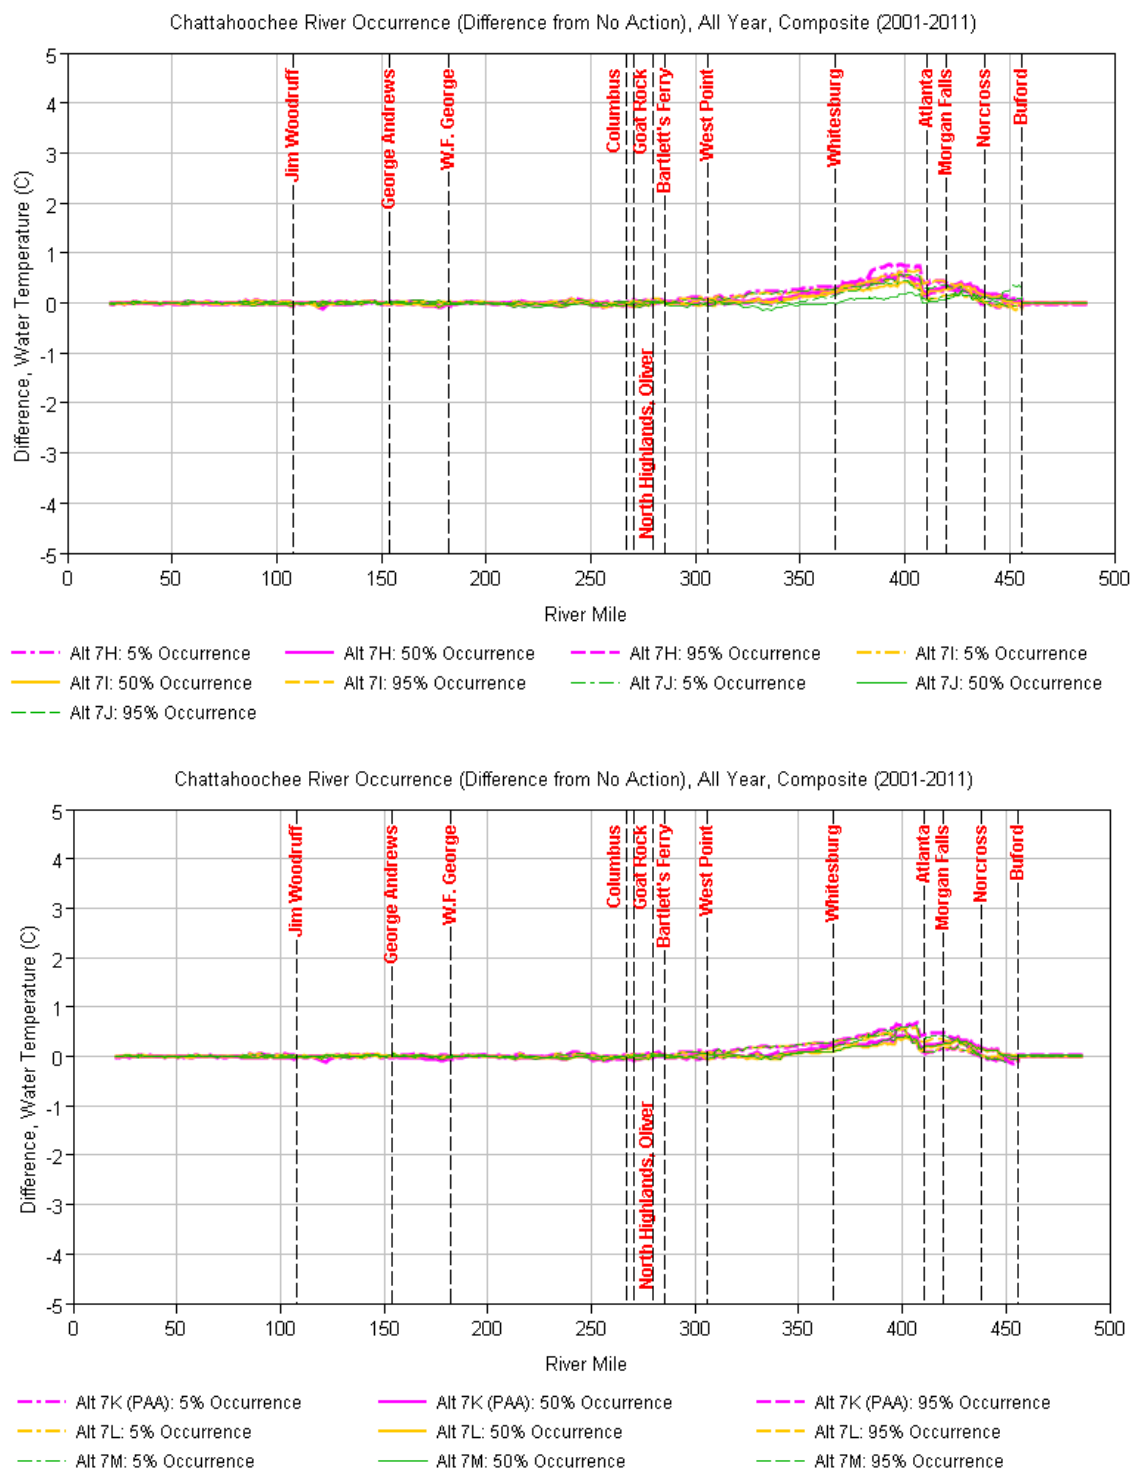 Chattahoochee River Occurrence (Difference from No Action), All Year, Composite (2001-2011)
Difference, Water Temperature (C)
5
4
3
2
1
0
-1
-2
-3
-4
-5
Jim Woodruff
George Andrews
W.F. George
Columbus
Goat Rock
North Highlands, Oliver
Bartlett's Ferry
West Point
Whitesburg
Atlanta
Morgan Falls
Norcross
Buford
0 50 100 150 200 250 300 350 400 450 500
River Mile
Alt 7H: 5% Occurrence Alt 7H: 50% Occurrence Alt 7H: 95% Occurrence Alt 7I: 5% Occurrence
Alt 7I: 50% Occurrence Alt 7I: 95% Occurrence Alt 7J: 5% Occurrence Alt 7J: 50% Occurrence
Alt 7J: 95% Occurrence
Chattahoochee River Occurrence (Difference from No Action), All Year, Composite (2001-2011)
Difference, Water Temperature (C)
5
4
3
2
1
0
-1
-2
-3
-4
-5
Jim Woodruff
George Andrews
W.F. George
Columbus
Goat Rock
North Highlands, Oliver
Bartlett's Ferry
West Point
Whitesburg
Atlanta
Morgan Falls
Norcross
Buford
0 50 100 150 200 250 300 350 400 450 500
River Mile
Alt 7K (PAA): 5% Occurrence Alt 7K (PAA): 50% Occurrence Alt 7K (PAA): 95% Occurrence
Alt 7L: 5% Occurrence Alt 7L: 50% Occurrence Alt 7L: 95% Occurrence
Alt 7M: 5% Occurrence Alt 7M: 50% Occurrence Alt 7M: 95% Occurrence